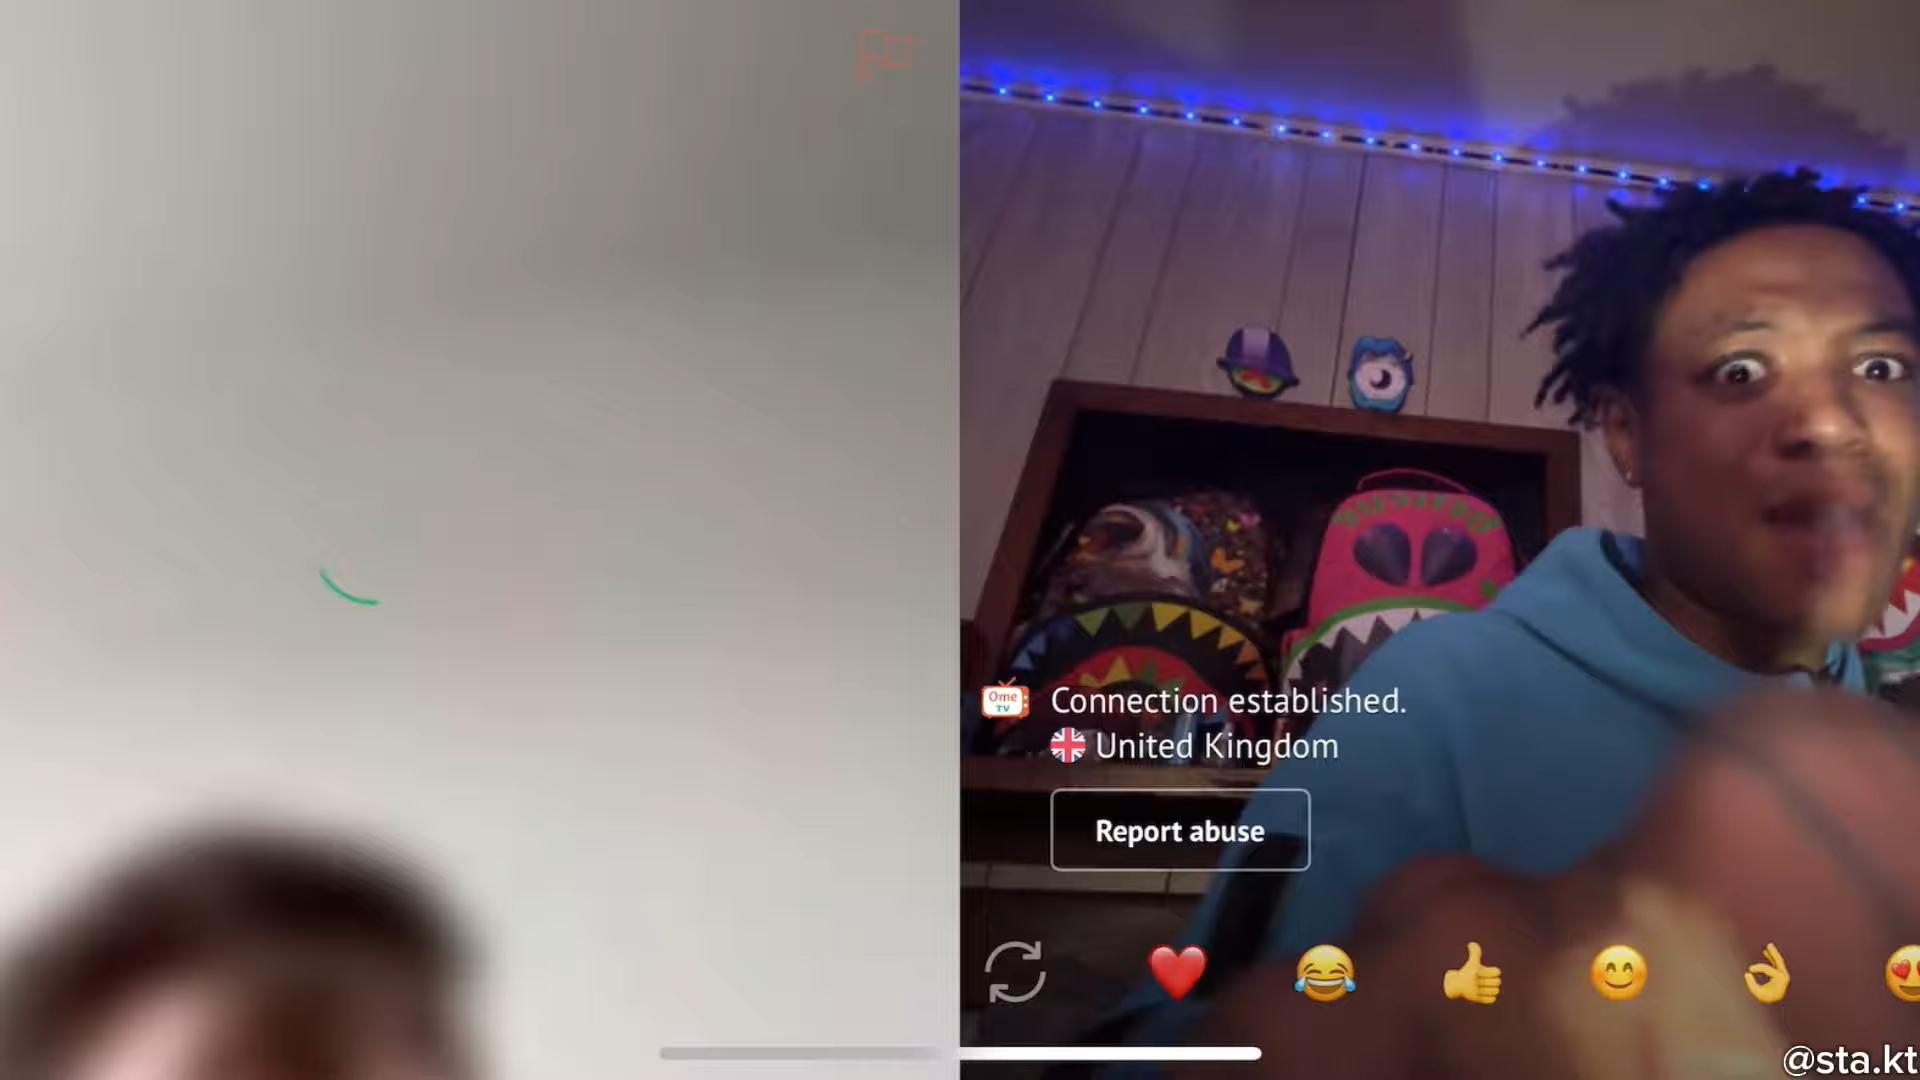 Ome
TV
Connection established.
United Kingdom
Report abuse
@sta.kt